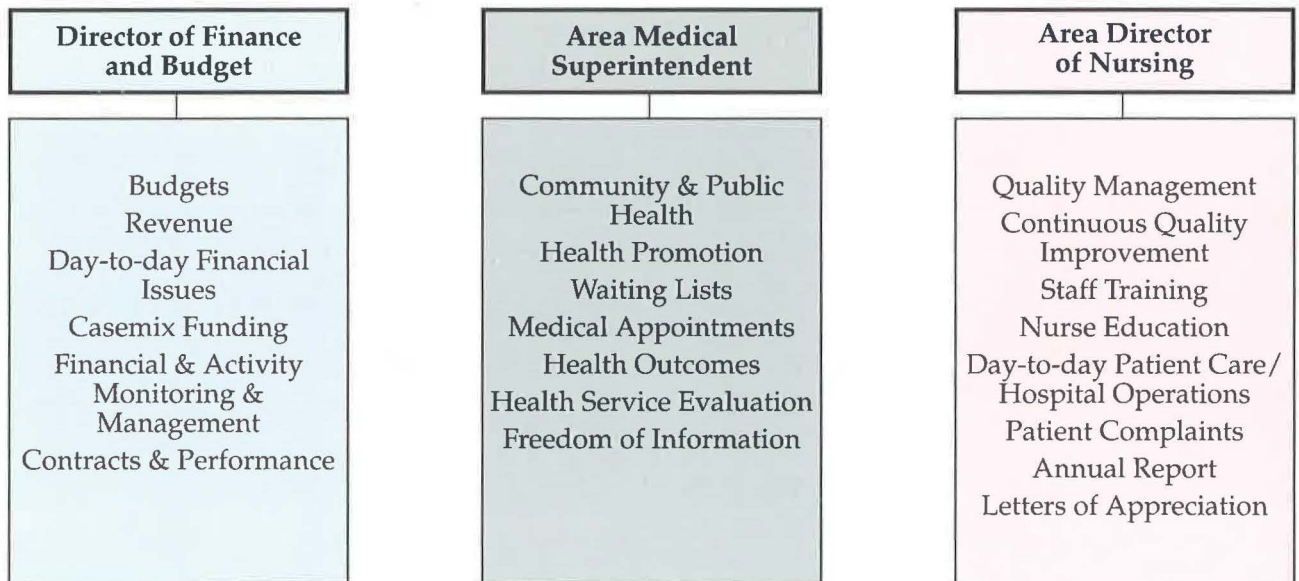 Director of Finance
and Budget
Budgets
Revenue
Day-to-day Financial
Issues
Casemix Funding
Financial & Activity
Monitoring &
Management
Contracts & Performance
Area Medical
Superintendent
Community & Public
Health
Health Promotion
Waiting Lists
Medical Appointments
Health Outcomes
Health Service Evaluation
Freedom of Information
Area Director
of Nursing
Quality Management
Continuous Quality
Improvement
Staff Training
Nurse Education
Day-to-day Patient Care/
Hospital Operations
Patient Complaints
Annual Report
Letters of Appreciation